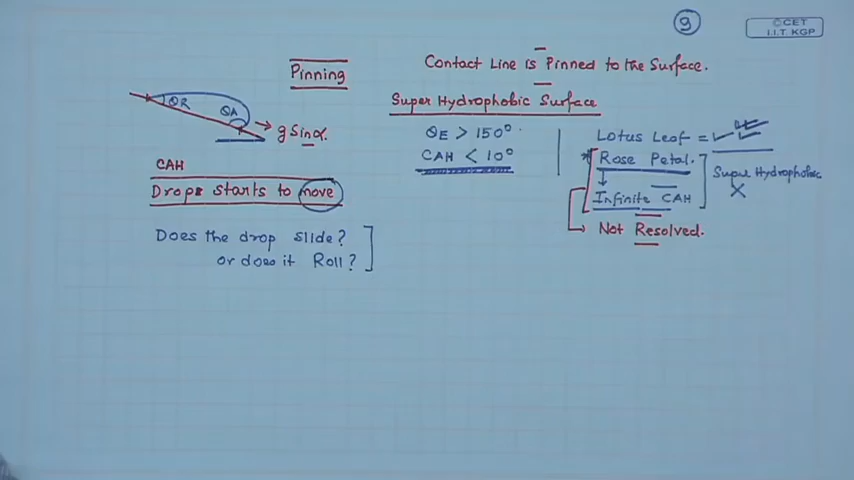 9
© CET
I.I.T. KGP
Pinning
Contact Line is Pinned to the Surface.
θR
θA
g Sinα.
Super Hydrophobic Surface
θE > 150°
CAH < 10°
Lotus Leaf =
* Rose Petal.
Infinite CAH
Super Hydrophobic
Not Resolved.
CAH
Drops starts to move
Does the drop slide?
or does it Roll?